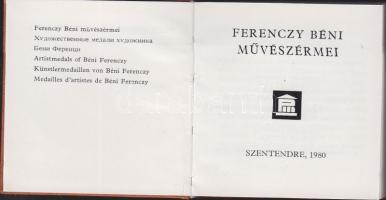 Ferenczy Béni művészérmei
Художественные медали художника
Бени Ференци
Artistmedals of Béni Ferenczy
Künstlermedaillen von Béni Ferenczy
Medailles d'artistes de Béni Ferenczy
FERENCZY BÉNI
MŰVÉSZÉRMEI
SZENTENDRE, 1980